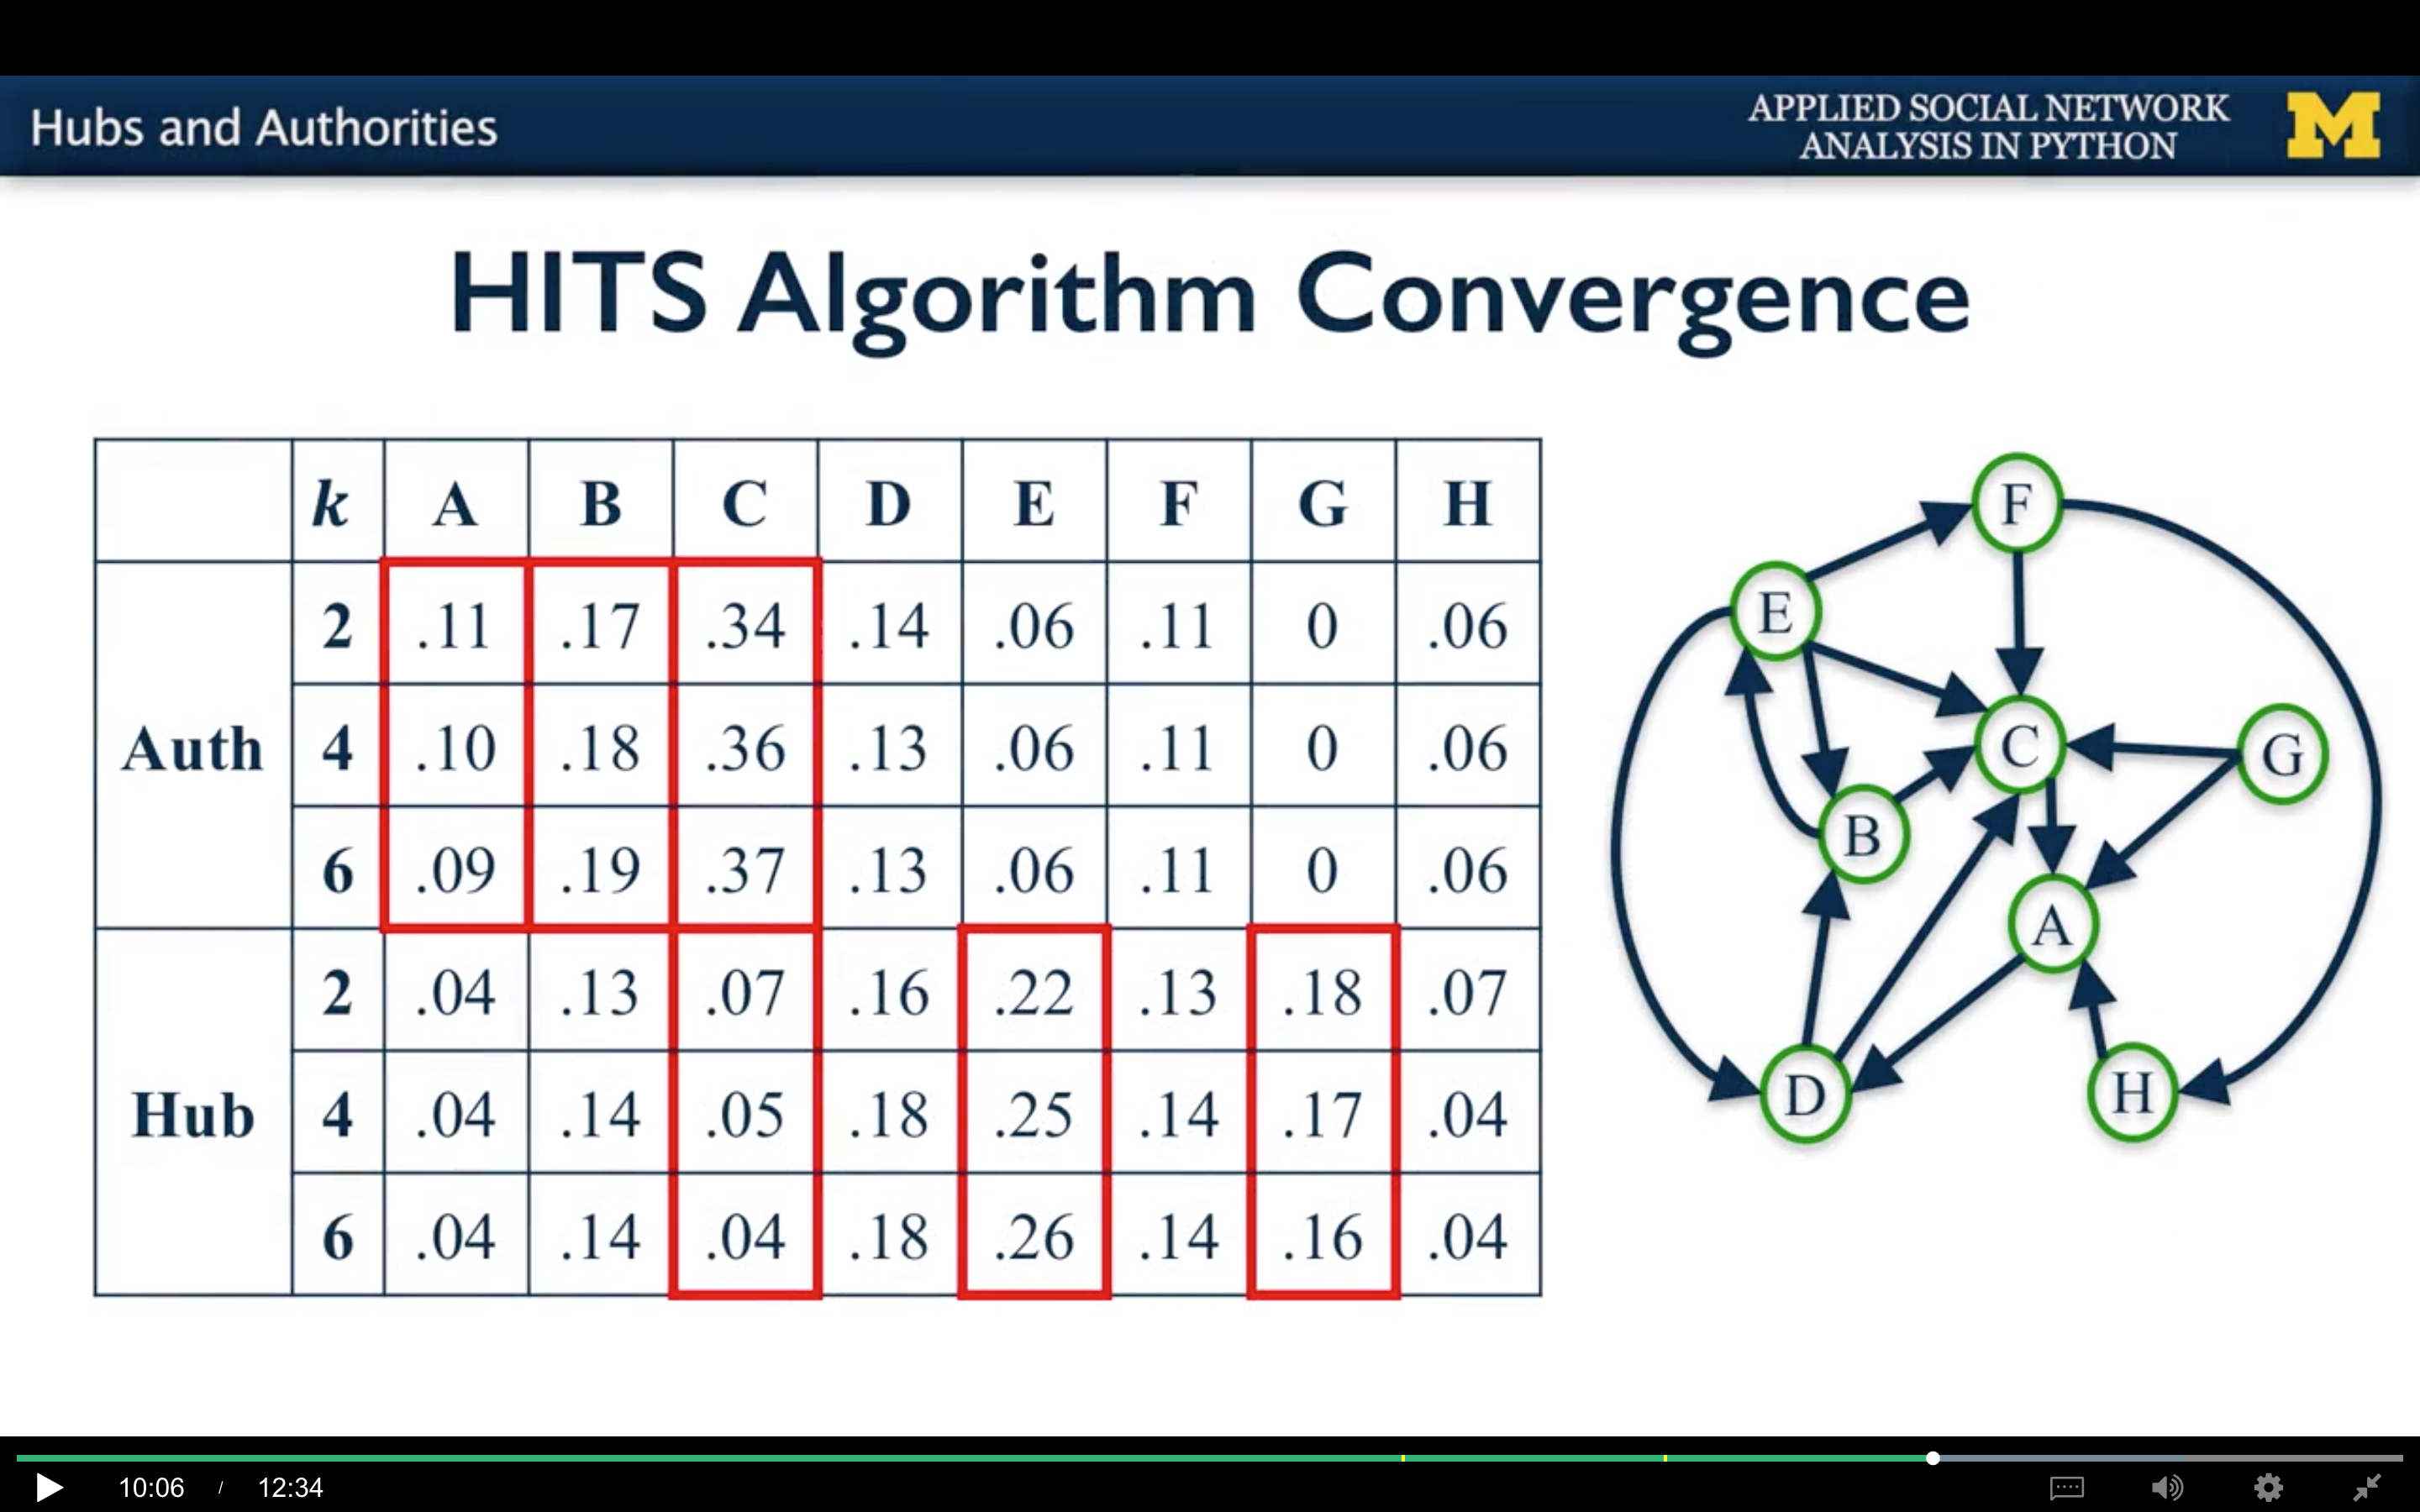 Hubs and Authorities
APPLIED SOCIAL NETWORK
ANALYSIS IN PYTHON
M
HITS Algorithm Convergence
k A B C D E F G H
Auth
2 .11 .17 .34 .14 .06 .11 0 .06
4 .10 .18 .36 .13 .06 .11 0 .06
6 .09 .19 .37 .13 .06 .11 0 .06
Hub
2 .04 .13 .07 .16 .22 .13 .18 .07
4 .04 .14 .05 .18 .25 .14 .17 .04
6 .04 .14 .04 .18 .26 .14 .16 .04
F
E
C
G
B
A
D
H
10:06 / 12:34